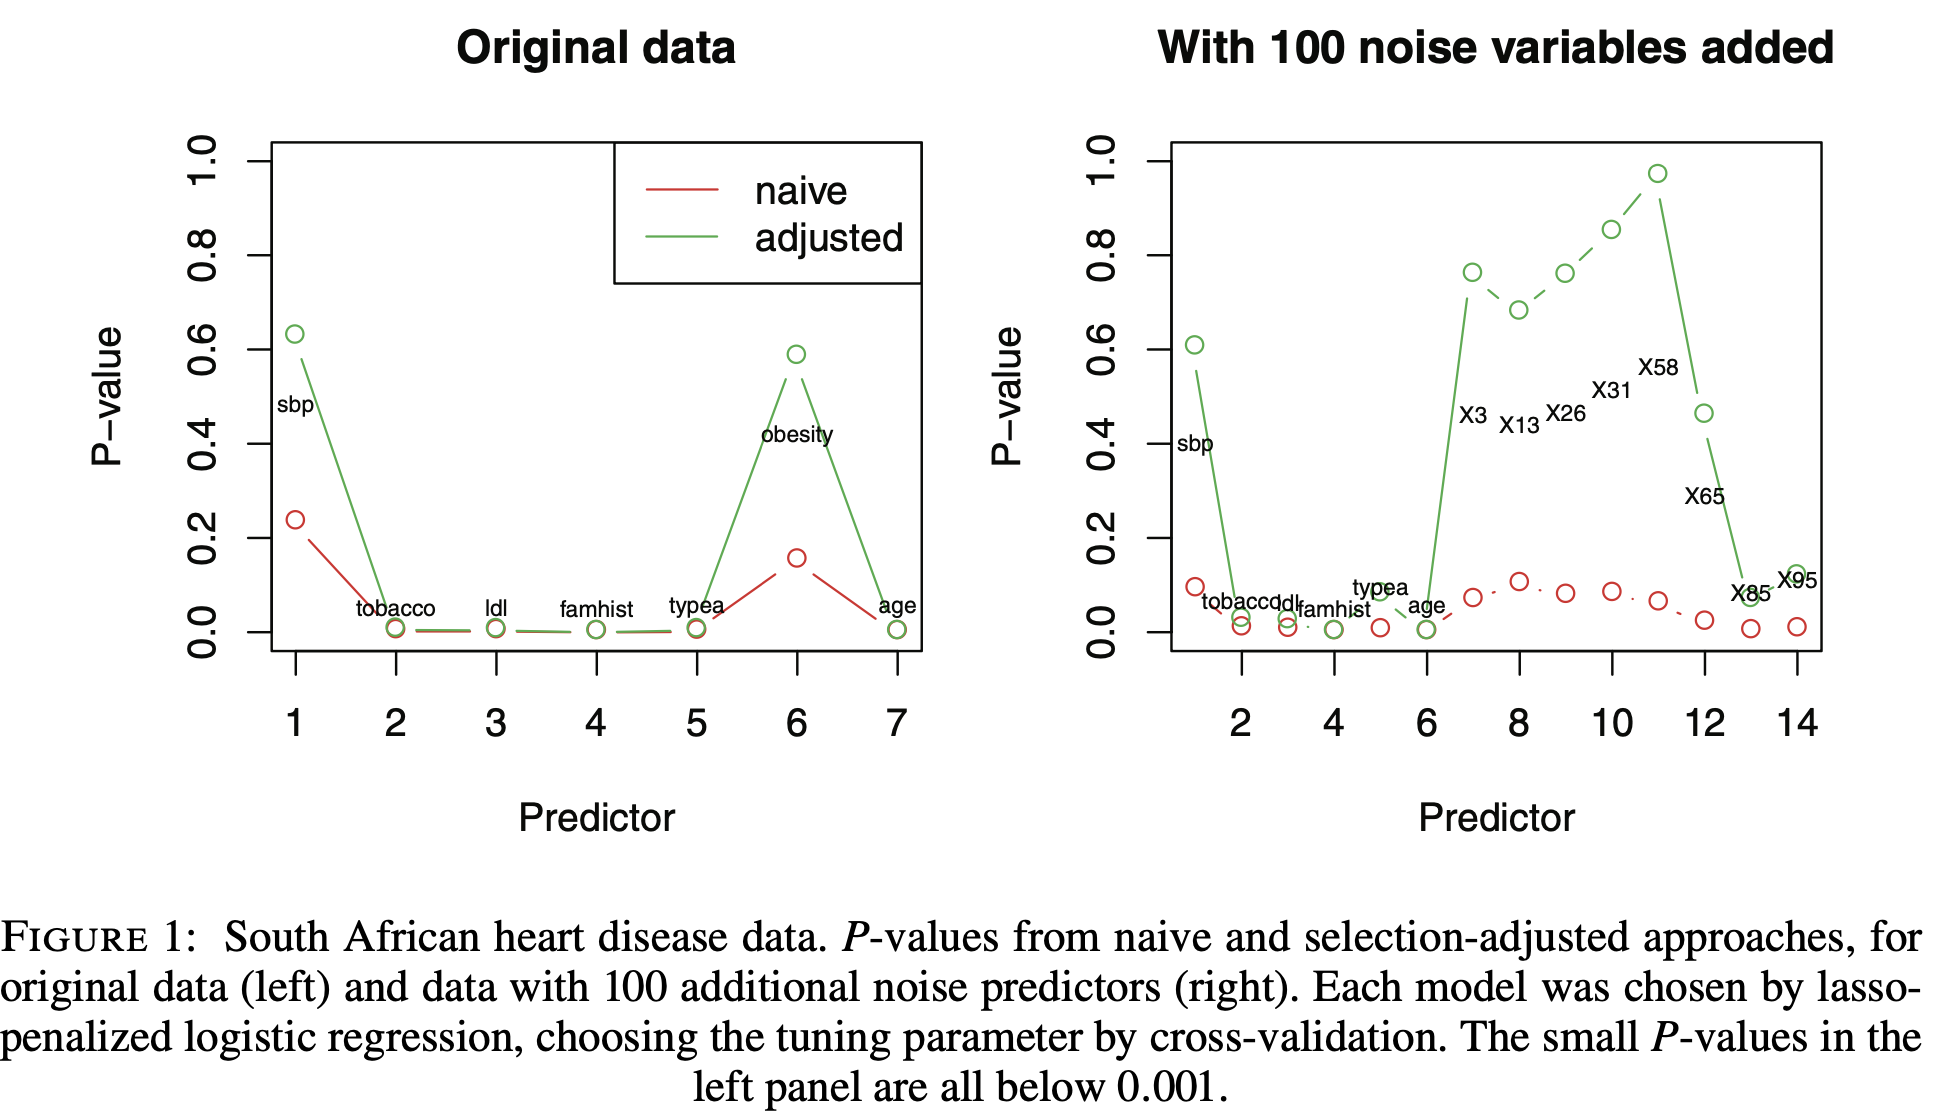 Original data
P–value
0.0 0.2 0.4 0.6 0.8 1.0
naive
adjusted
sbp
obesity
tobacco ldl famhist typea age
1 2 3 4 5 6 7
Predictor
With 100 noise variables added
P–value
0.0 0.2 0.4 0.6 0.8 1.0
X58
X31
X3 X13 X26
sbp
X65
typea X85 X95
tobacco ldl famhist age
2 4 6 8 10 12 14
Predictor
FIGURE 1: South African heart disease data. P-values from naive and selection-adjusted approaches, for
original data (left) and data with 100 additional noise predictors (right). Each model was chosen by lasso-
penalized logistic regression, choosing the tuning parameter by cross-validation. The small P-values in the
left panel are all below 0.001.